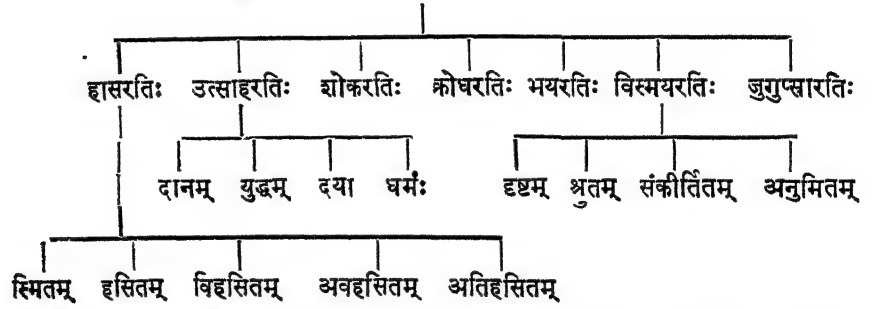 हासरतिः उत्साहरतिः शोकरतिः क्रोधरतिः भयरतिः विस्मयरतिः जुगुप्सारतिः
दानम् युद्धम् दया धर्मः दृष्टम् श्रुतम् संकीर्तितम् अनुमितम्
स्मितम् हसितम् विहसितम् अवहसितम् अतिहसितम्